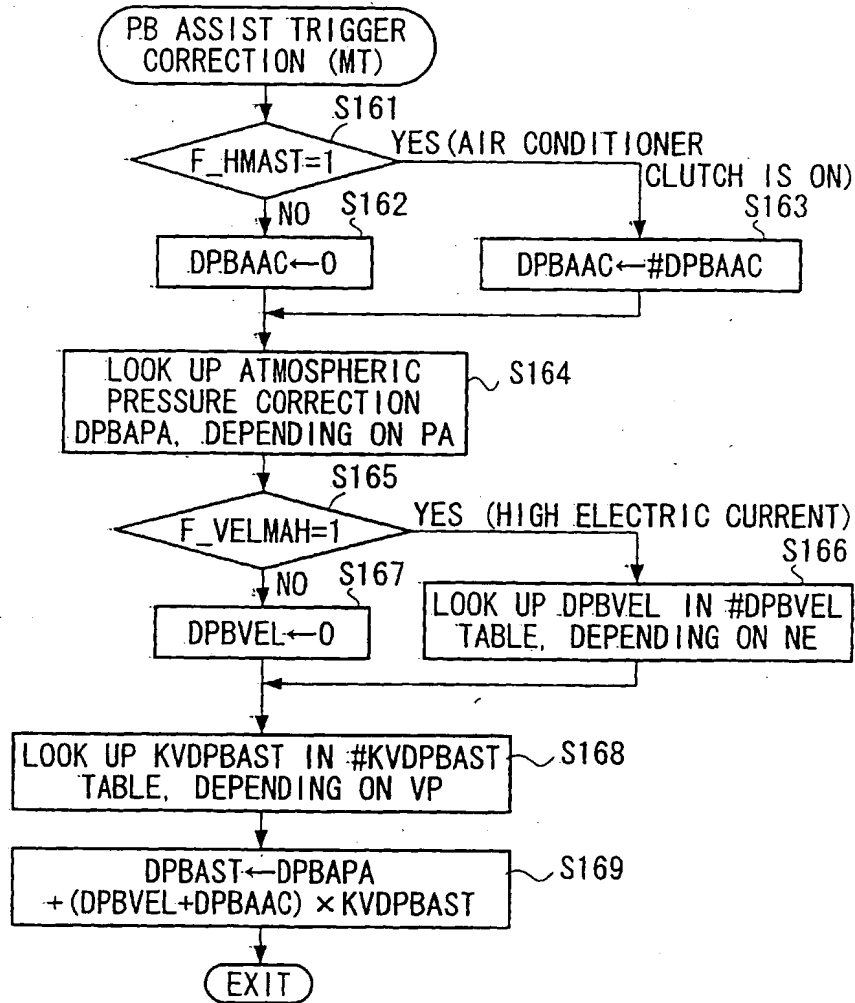 PB ASSIST TRIGGER
CORRECTION (MT)
S161
F_HMAST=1
YES (AIR CONDITIONER
CLUTCH IS ON)
NO
S162
DPBAAC←0
S163
DPBAAC←#DPBAAC
LOOK UP ATMOSPHERIC
PRESSURE CORRECTION
DPBAPA, DEPENDING ON PA
S164
S165
F_VELMAH=1
YES (HIGH ELECTRIC CURRENT)
NO
S167
DPBVEL←0
S166
LOOK UP DPBVEL IN #DPBVEL
TABLE, DEPENDING ON NE
LOOK UP KVDPBAST IN #KVDPBAST
TABLE, DEPENDING ON VP
S168
DPBAST←DPBAPA
+(DPBVEL+DPBAAC)×KVDPBAST
S169
EXIT